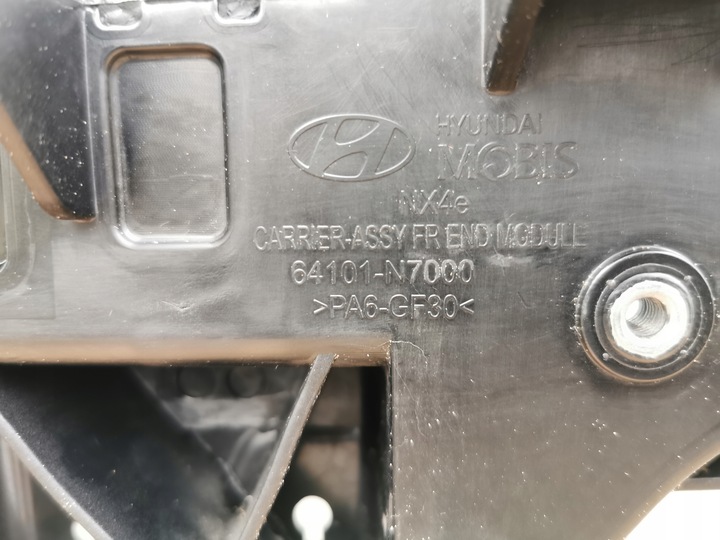 HYUNDAI
MOBIS
NX4e
CARRIER-ASSY FR END MODULE
64101-N7000
>PA6-GF30<